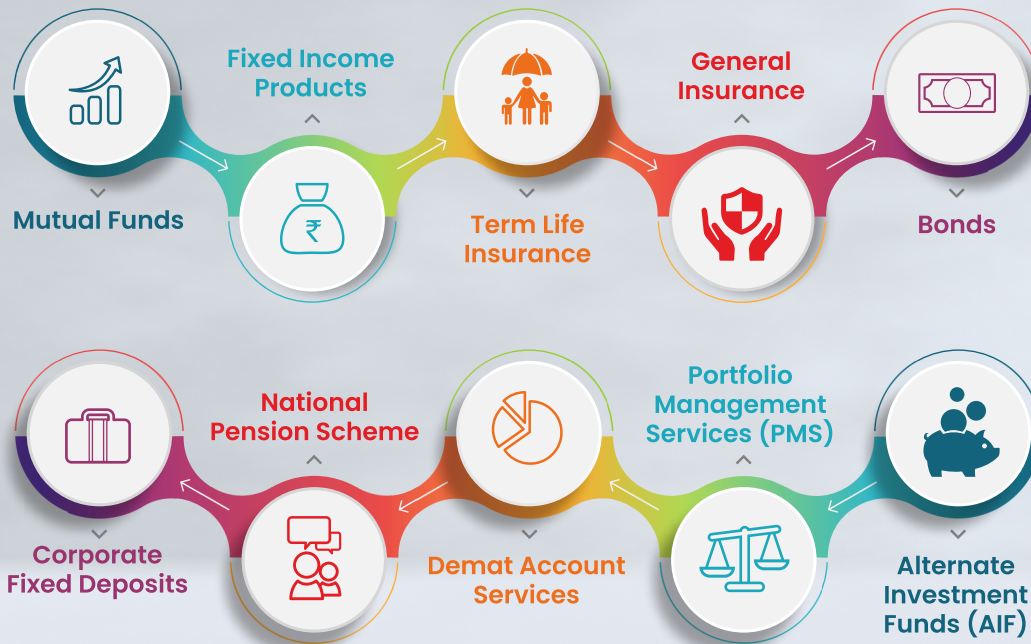 Mutual Funds
Fixed Income
Products
₹
Term Life
Insurance
General
Insurance
Bonds
Corporate
Fixed Deposits
National
Pension Scheme
Demat Account
Services
Portfolio
Management
Services (PMS)
Alternate
Investment
Funds (AIF)